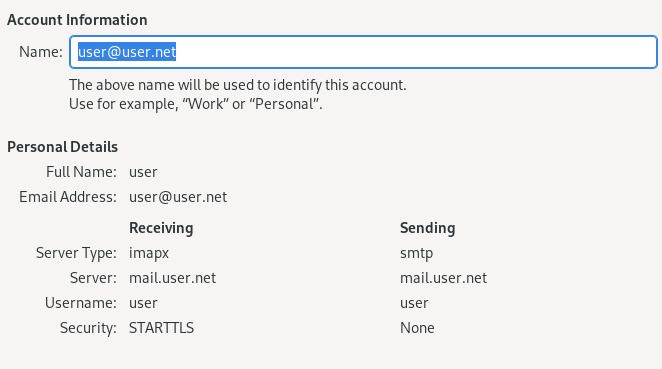 Account Information
Name: user@user.net
The above name will be used to identify this account.
Use for example, “Work” or “Personal”.
Personal Details
Full Name: user
Email Address: user@user.net
Receiving Sending
Server Type: imapx smtp
Server: mail.user.net mail.user.net
Username: user user
Security: STARTTLS None